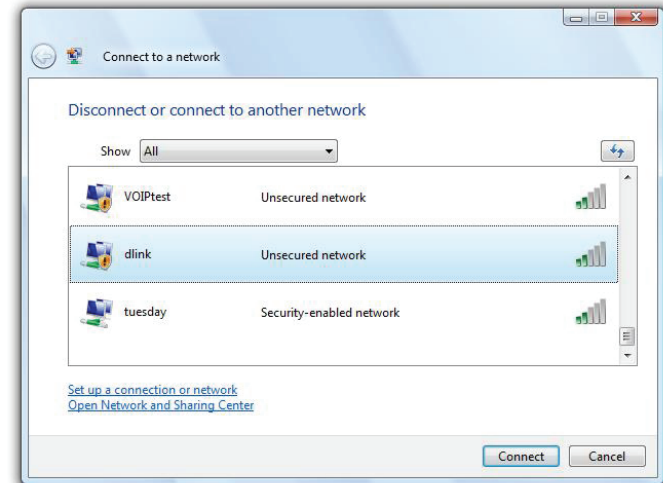 Connect to a network
Disconnect or connect to another network
Show All
VOIPtest Unsecured network
dlink Unsecured network
tuesday Security-enabled network
Set up a connection or network
Open Network and Sharing Center
Connect Cancel